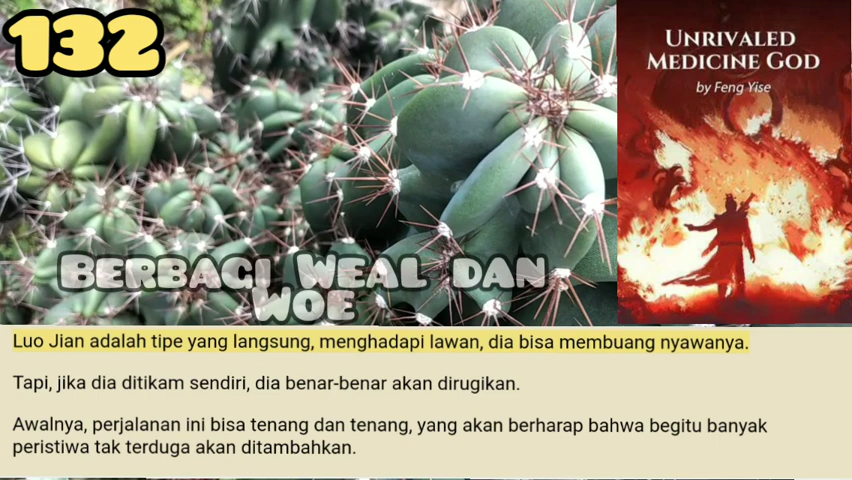 132
UNRIVALED
MEDICINE GOD
by Feng Yise
BERBAGI WEAL DAN
WOE
Luo Jian adalah tipe yang langsung, menghadapi lawan, dia bisa membuang nyawanya.
Tapi, jika dia ditikam sendiri, dia benar-benar akan dirugikan.
Awalnya, perjalanan ini bisa tenang dan tenang, yang akan berharap bahwa begitu banyak
peristiwa tak terduga akan ditambahkan.